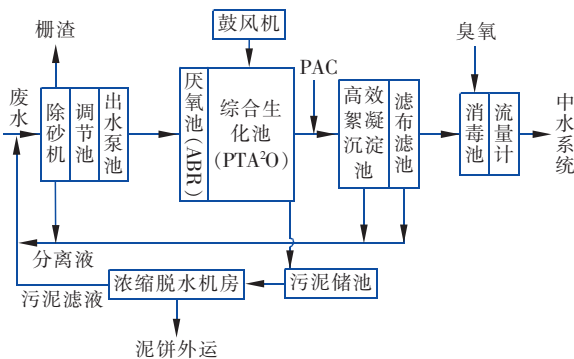 栅渣
鼓风机
臭氧
PAC
废水
除砂机
调节池
出水泵池
厌氧池(ABR)
综合生
化池
(PTA²O)
高效
絮凝
沉淀
池
滤布滤池
消毒池
流量计
中水系统
分离液
污泥滤液
浓缩脱水机房
污泥储池
泥饼外运